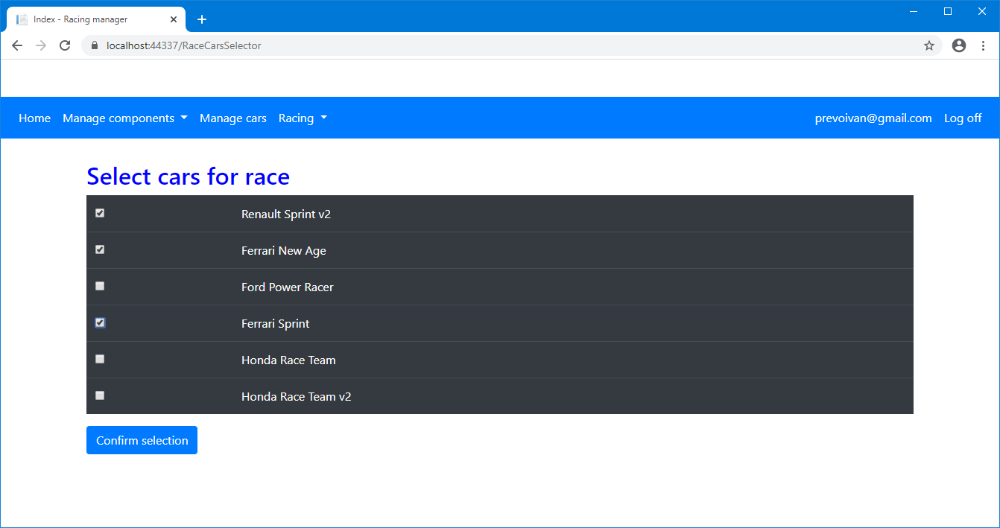 Index - Racing manager
localhost:44337/RaceCarsSelector
Home Manage components Manage cars Racing prevoivan@gmail.com Log off
Select cars for race
Renault Sprint v2
Ferrari New Age
Ford Power Racer
Ferrari Sprint
Honda Race Team
Honda Race Team v2
Confirm selection